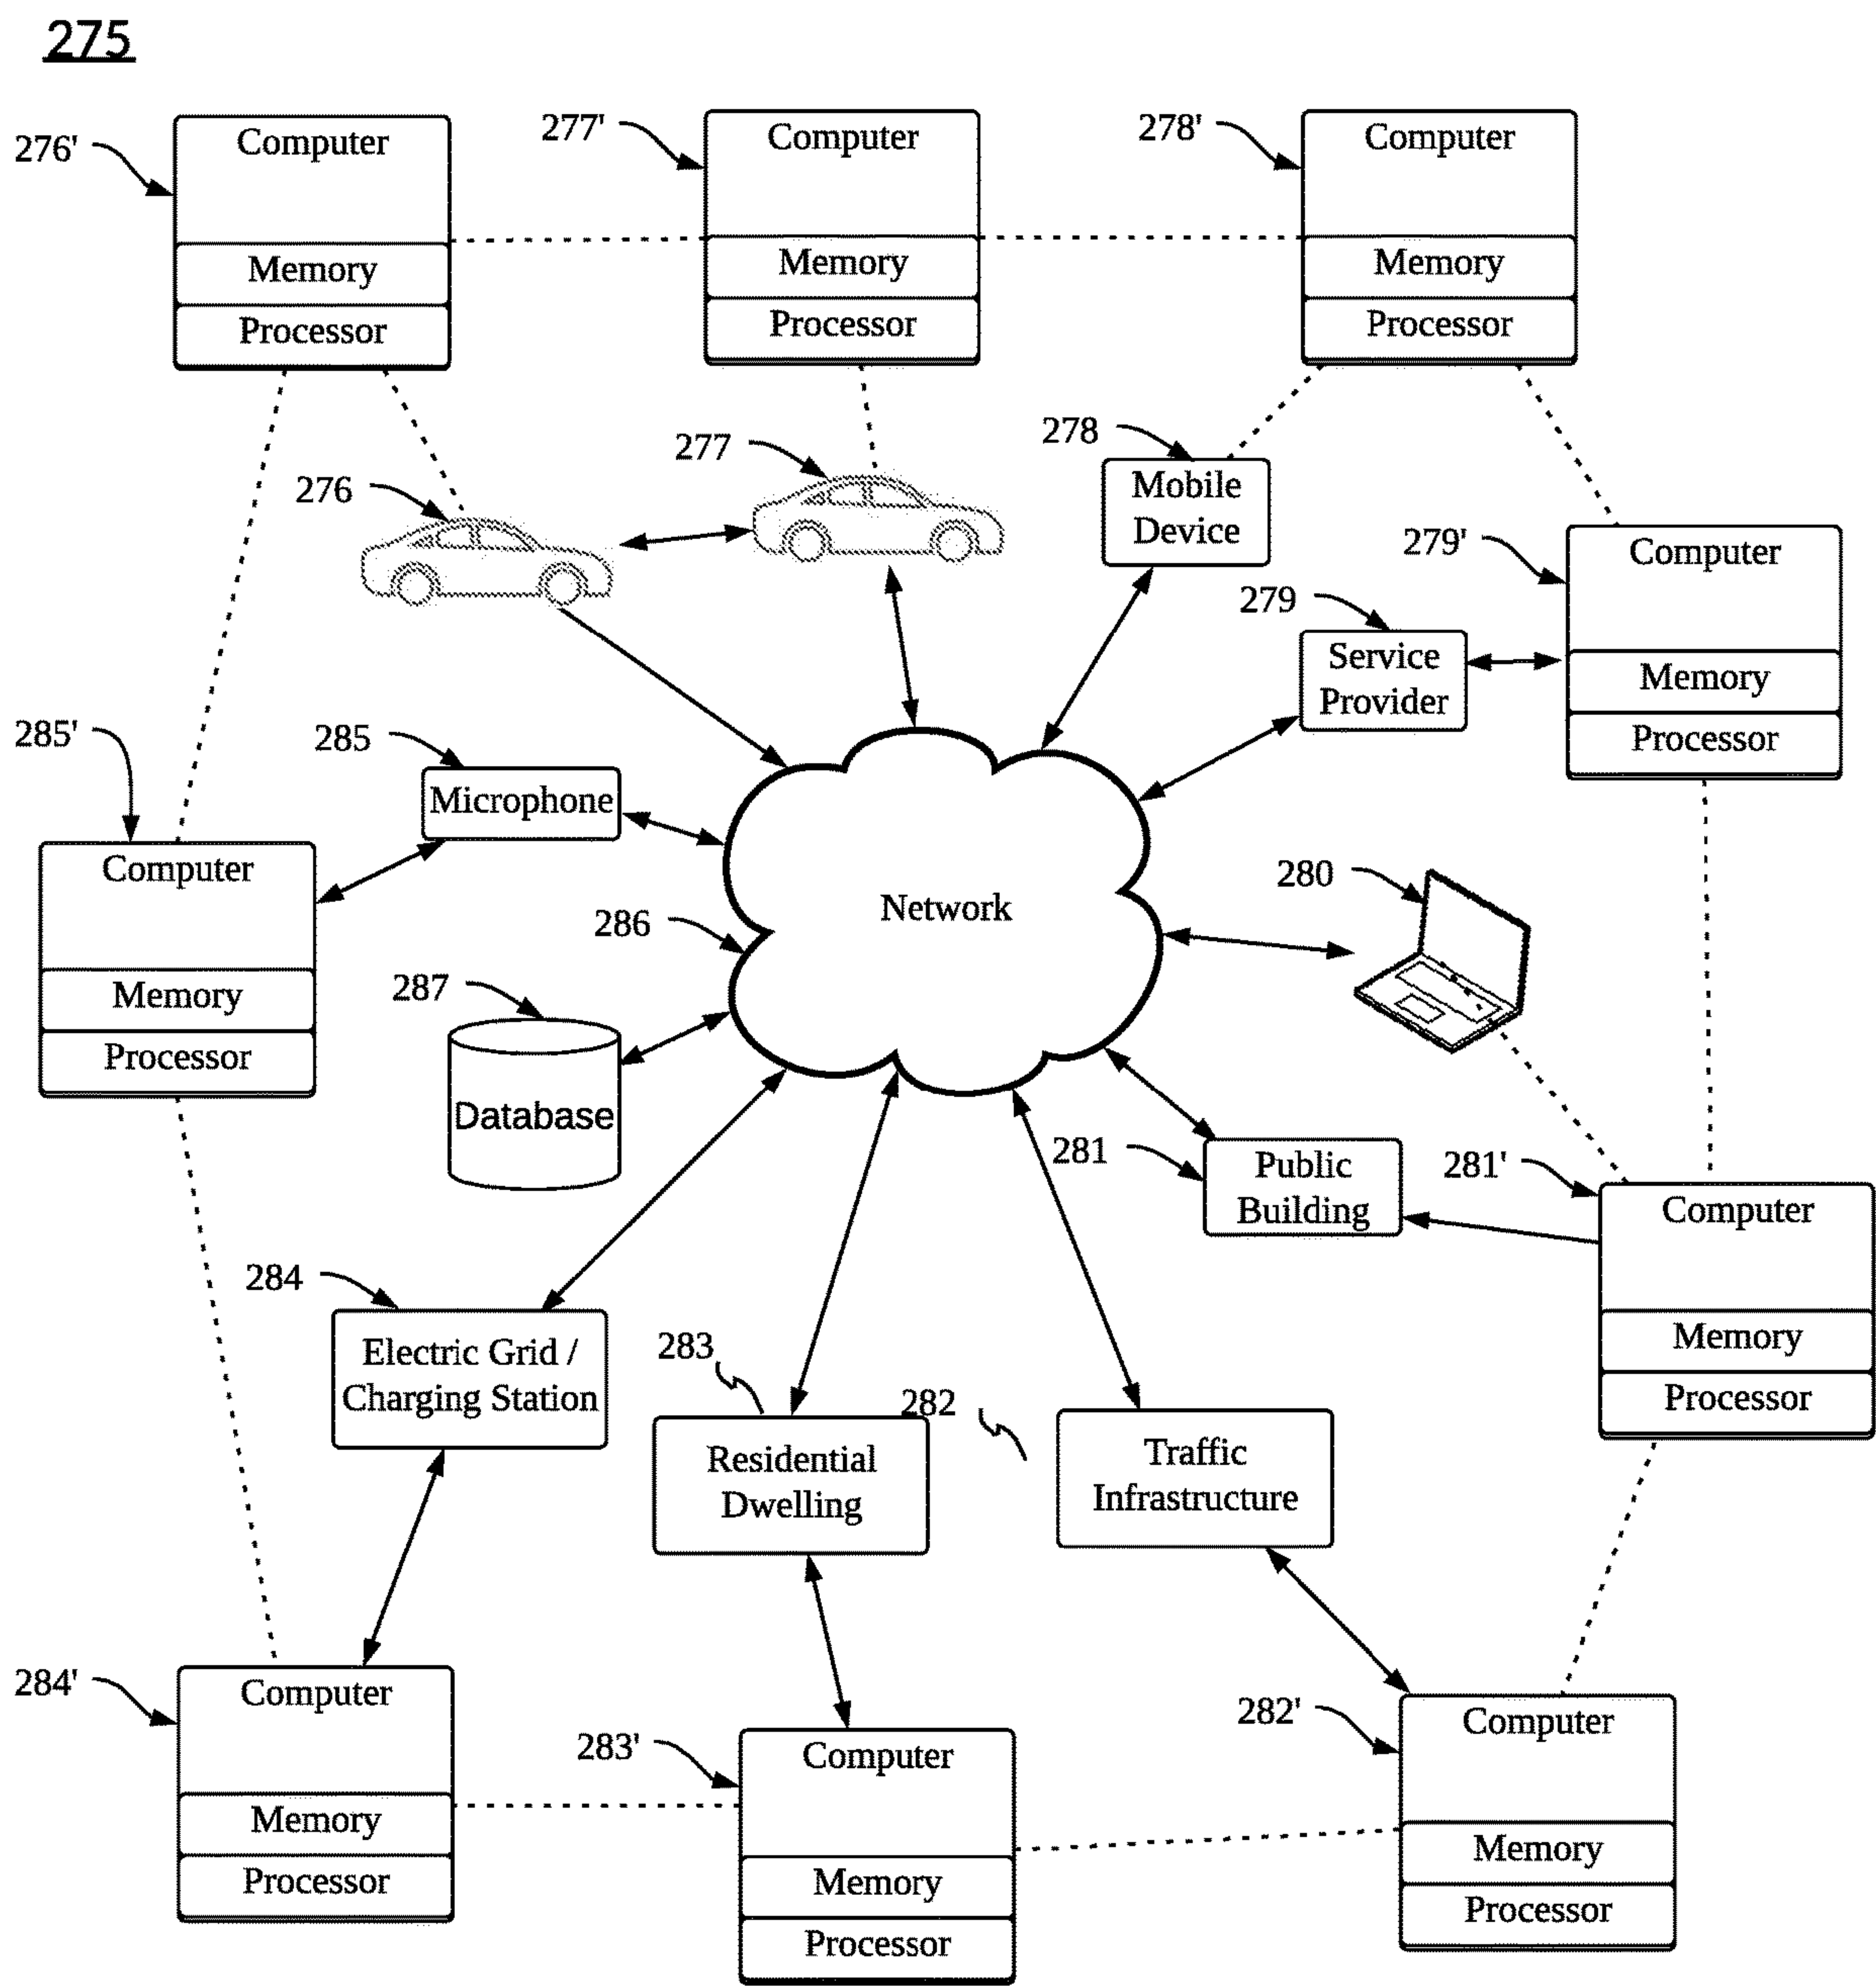 275
276'
Computer
Memory
Processor
277'
Computer
Memory
Processor
278'
Computer
Memory
Processor
276
277
278
Mobile
Device
279'
Computer
Memory
Processor
279
Service
Provider
285'
Computer
Memory
Processor
285
Microphone
286
Network
280
287
Database
281
Public
Building
281'
Computer
Memory
Processor
284
Electric Grid /
Charging Station
283
Residential
Dwelling
282
Traffic
Infrastructure
284'
Computer
Memory
Processor
283'
Computer
Memory
Processor
282'
Computer
Memory
Processor